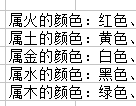 属火的颜色：红色、
属土的颜色：黄色、
属金的颜色：白色、
属水的颜色：黑色、
属木的颜色：绿色、